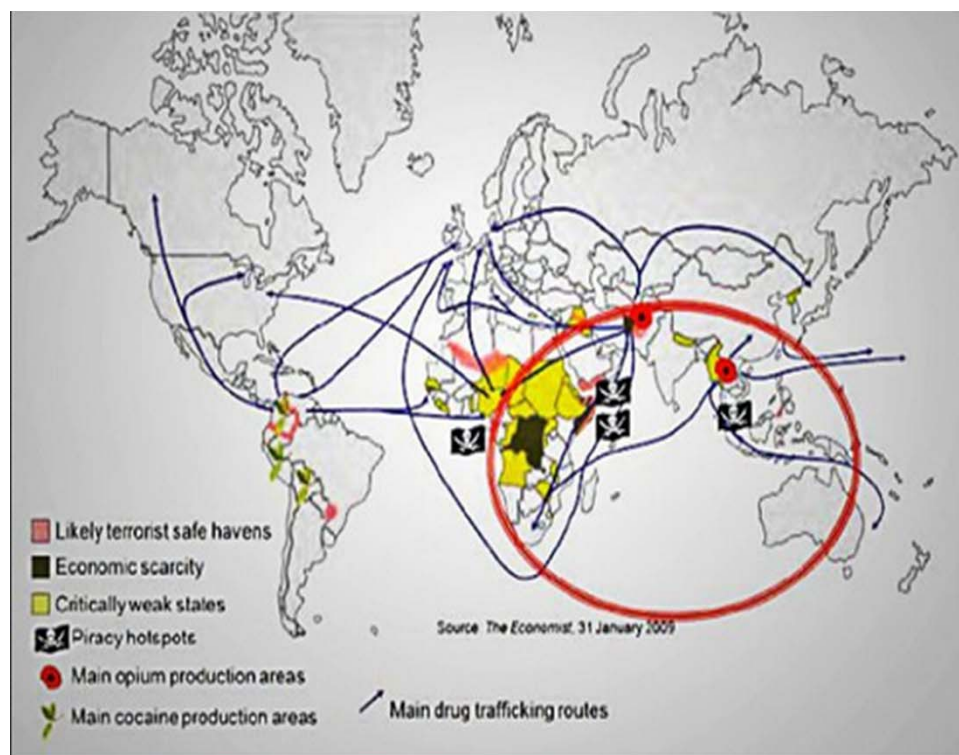 Likely terrorist safe havens
Economic scarcity
Critically weak states
Piracy hotspots
Main opium production areas
Main cocaine production areas
Source: The Economist, 31 January 2009
Main drug trafficking routes